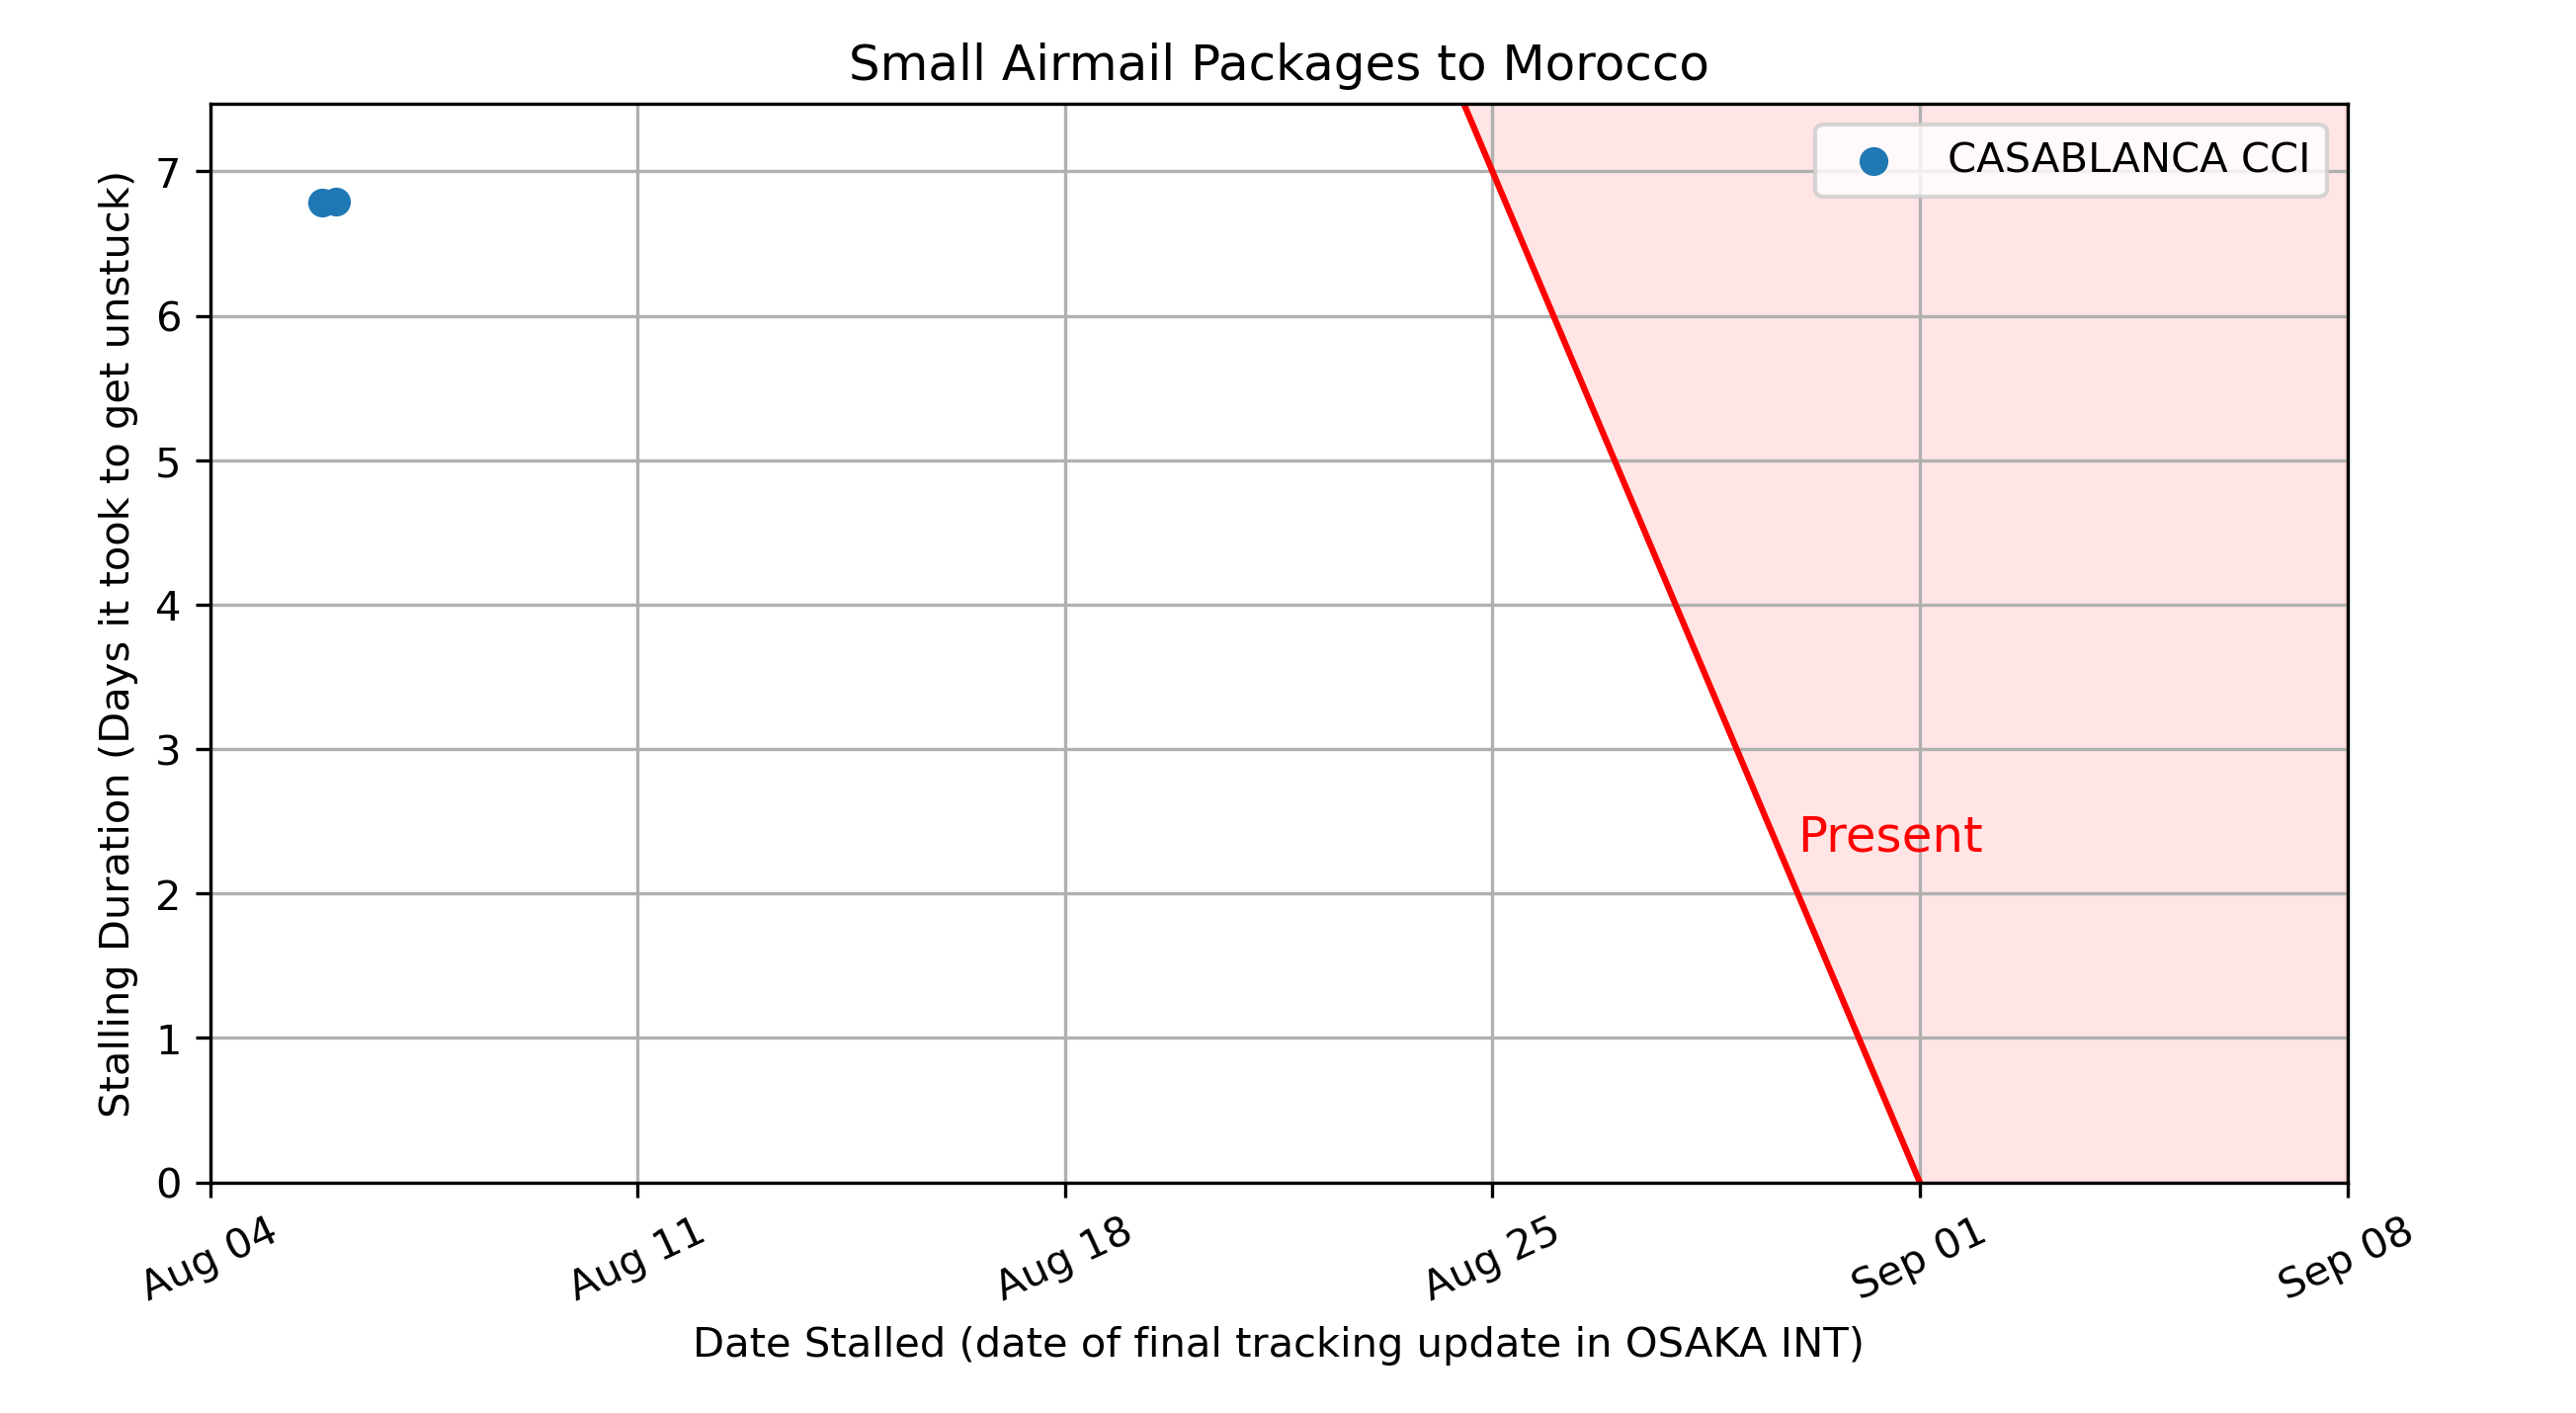 Small Airmail Packages to Morocco
CASABLANCA CCI
Stalling Duration (Days it took to get unstuck)
7
6
5
4
3
2
1
0
Present
Aug 04
Aug 11
Aug 18
Aug 25
Sep 01
Sep 08
Date Stalled (date of final tracking update in OSAKA INT)